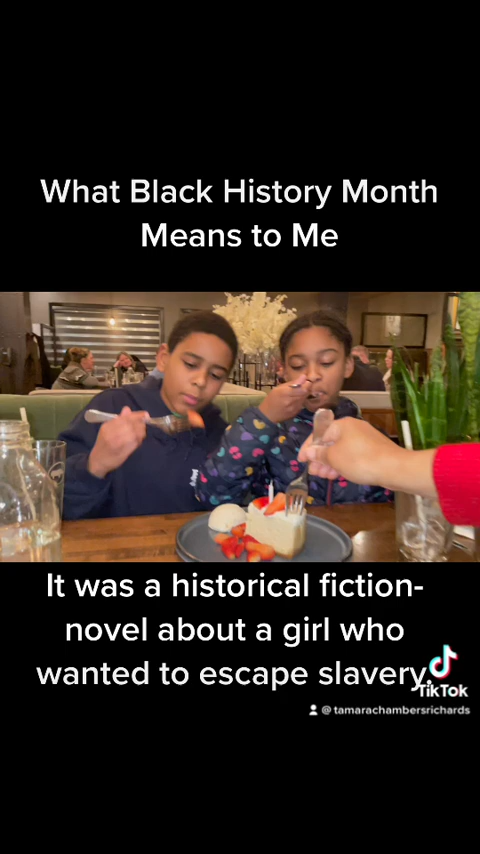 What Black History Month
Means to Me
It was a historical fiction-
novel about a girl who
wanted to escape slavery.
TikTok
@tamarachambersrichards